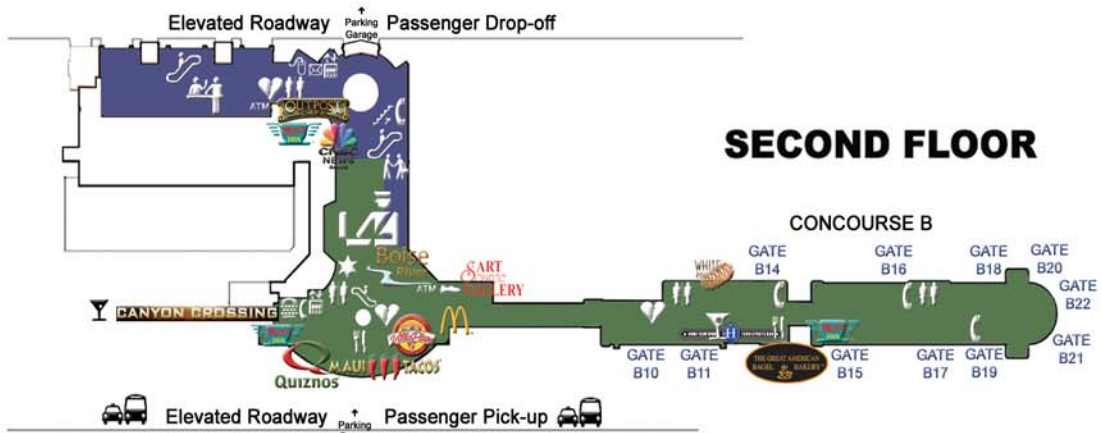 Elevated Roadway
↑
Parking
Garage
Passenger Drop-off
ATM
OUTPOST
CNBC
NEWS
SECOND FLOOR
CONCOURSE B
Boise
River
ATM
ART
GALLERY
WHITE
GATE
B14
GATE
B16
GATE
B18
GATE
B20
GATE
B22
CANYON CROSSING
Quiznos
MAUI TACOS
H
GATE
B10
GATE
B11
THE GREAT AMERICAN
BAGEL BAKERY
GATE
B15
GATE
B17
GATE
B19
GATE
B21
Elevated Roadway
↑
Parking
Passenger Pick-up